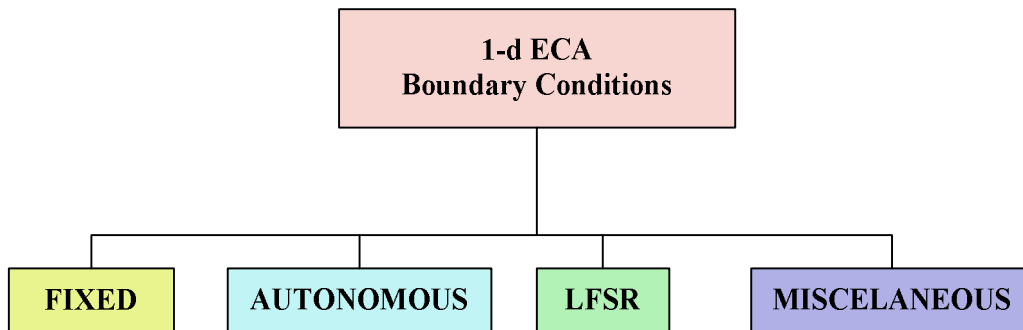 1-d ECA
Boundary Conditions
FIXED
AUTONOMOUS
LFSR
MISCELANEOUS